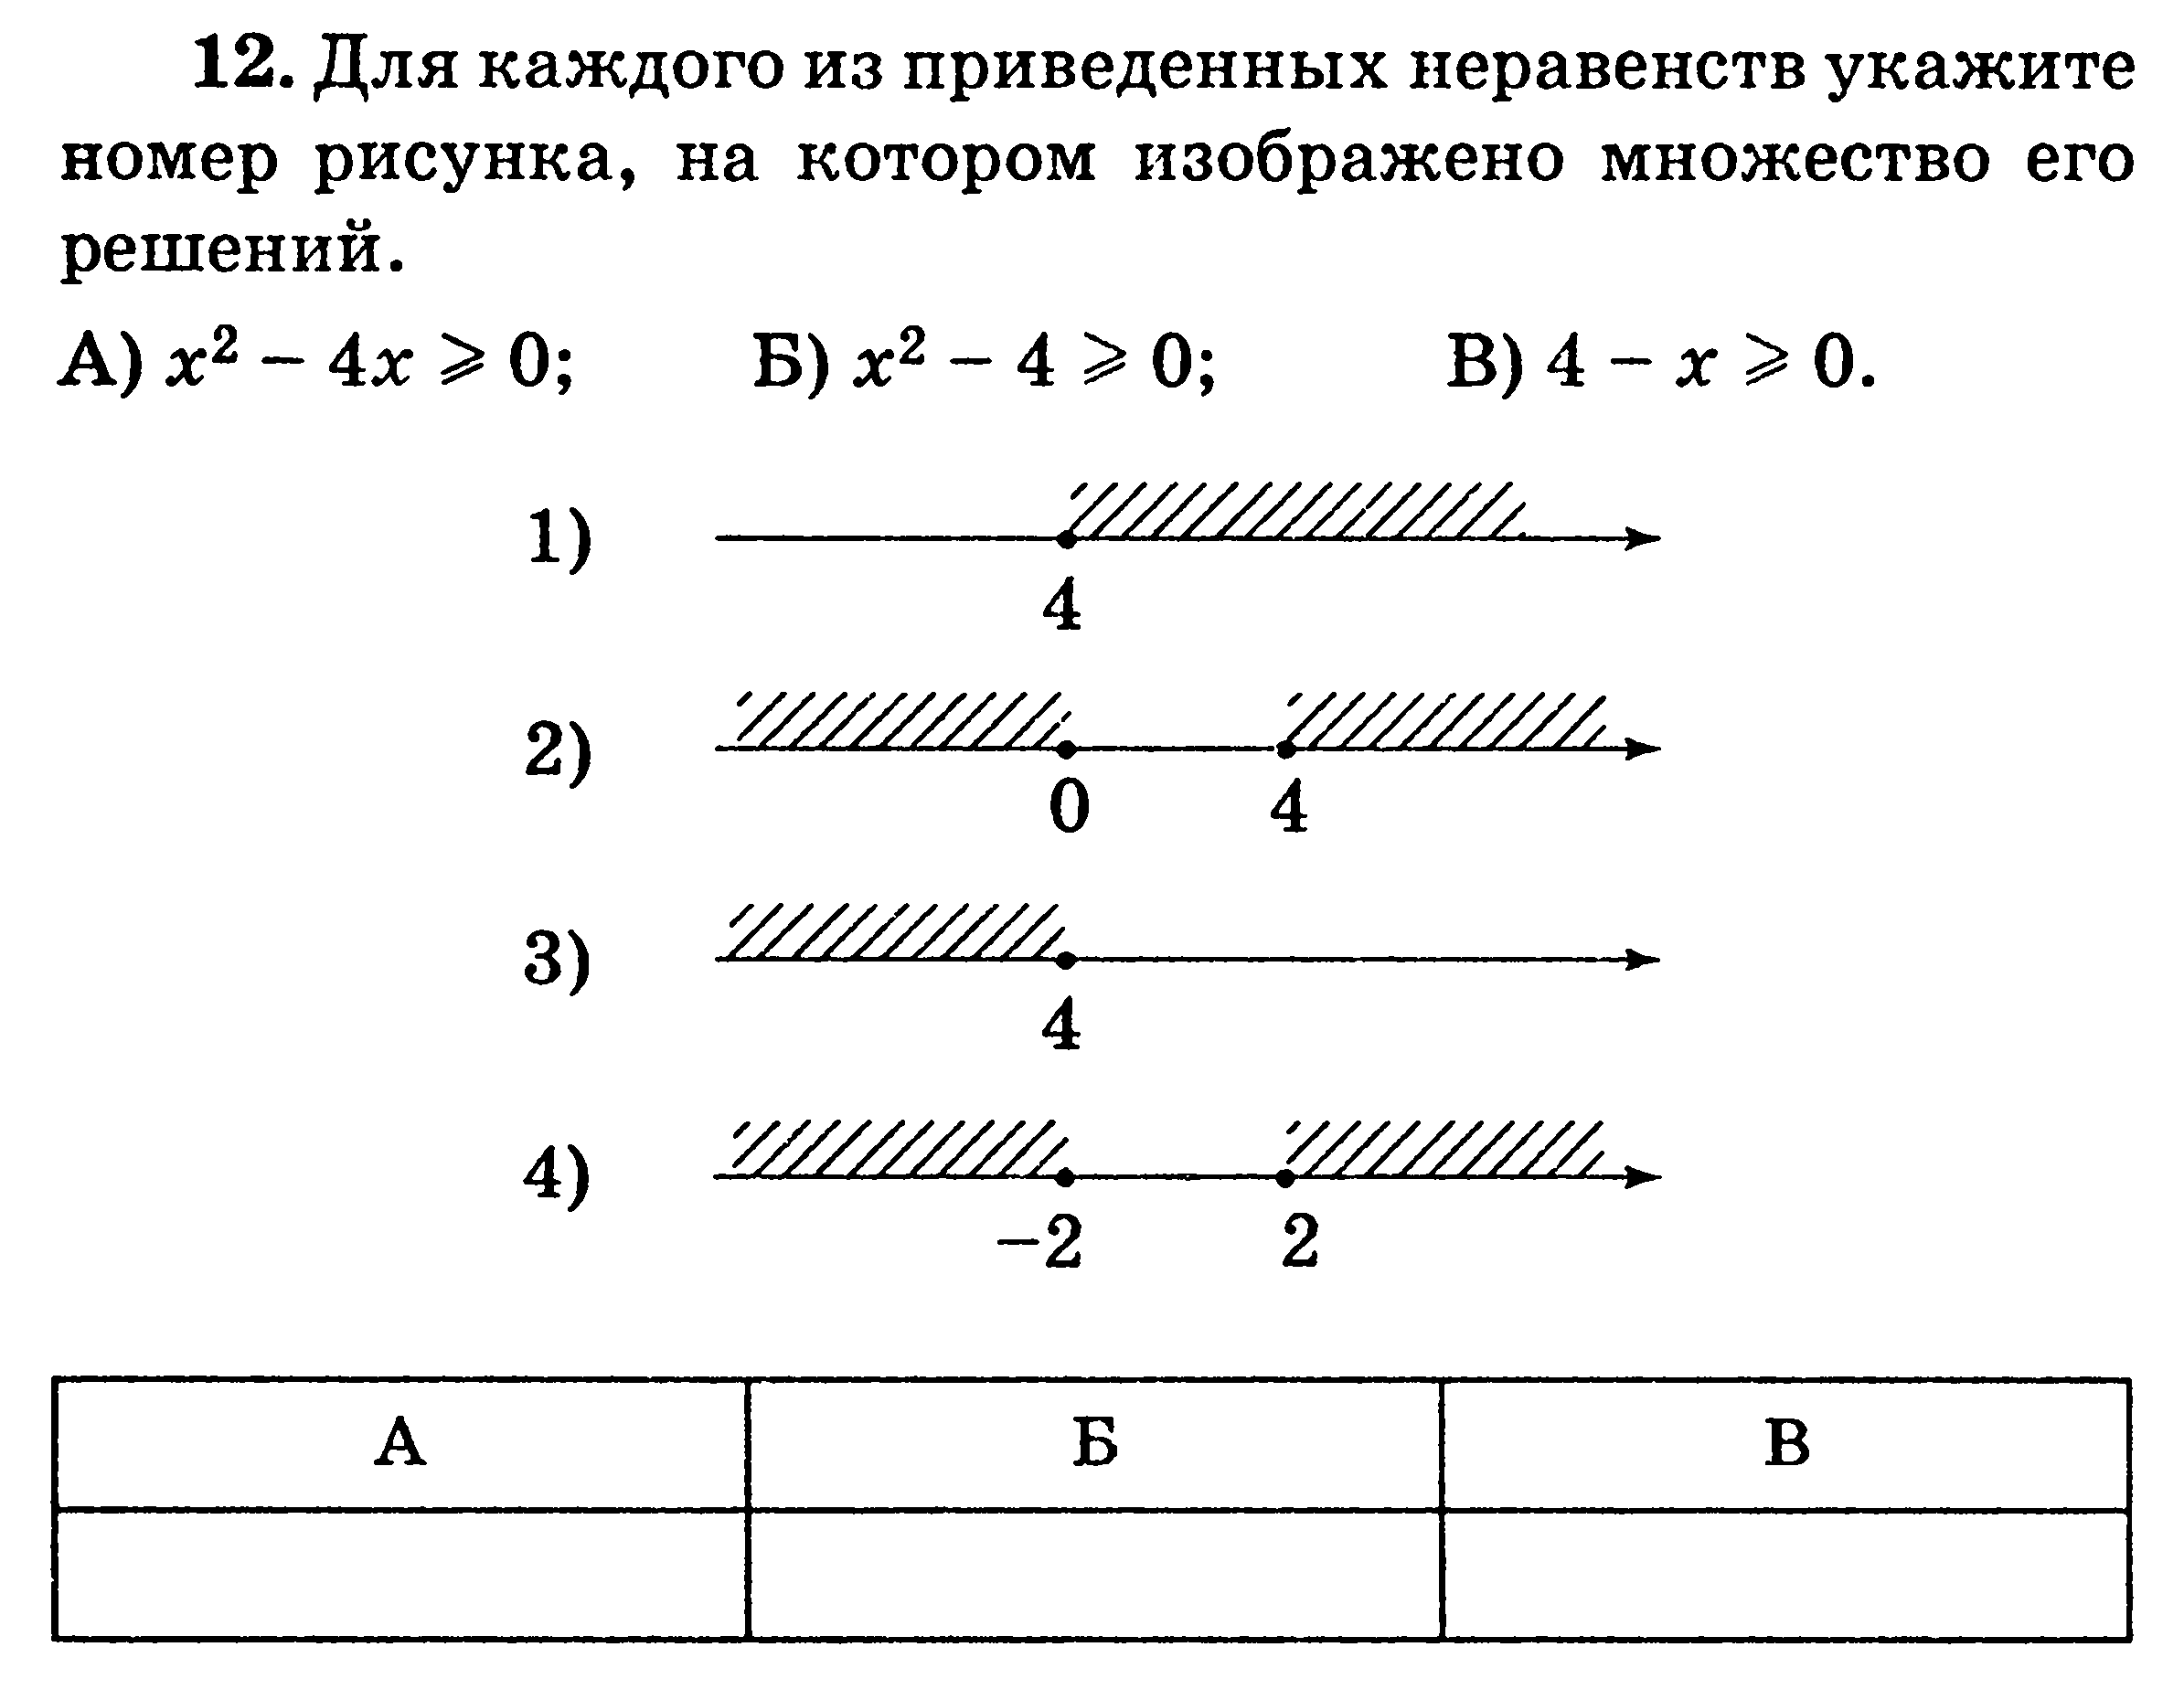 12. Для каждого из приведенных неравенств укажите
номер рисунка, на котором изображено множество его
решений.
А) x² – 4x ⩾ 0; Б) x² – 4 ⩾ 0; В) 4 – x ⩾ 0.
1)
4
2)
0 4
3)
4
4)
–2 2
А Б В